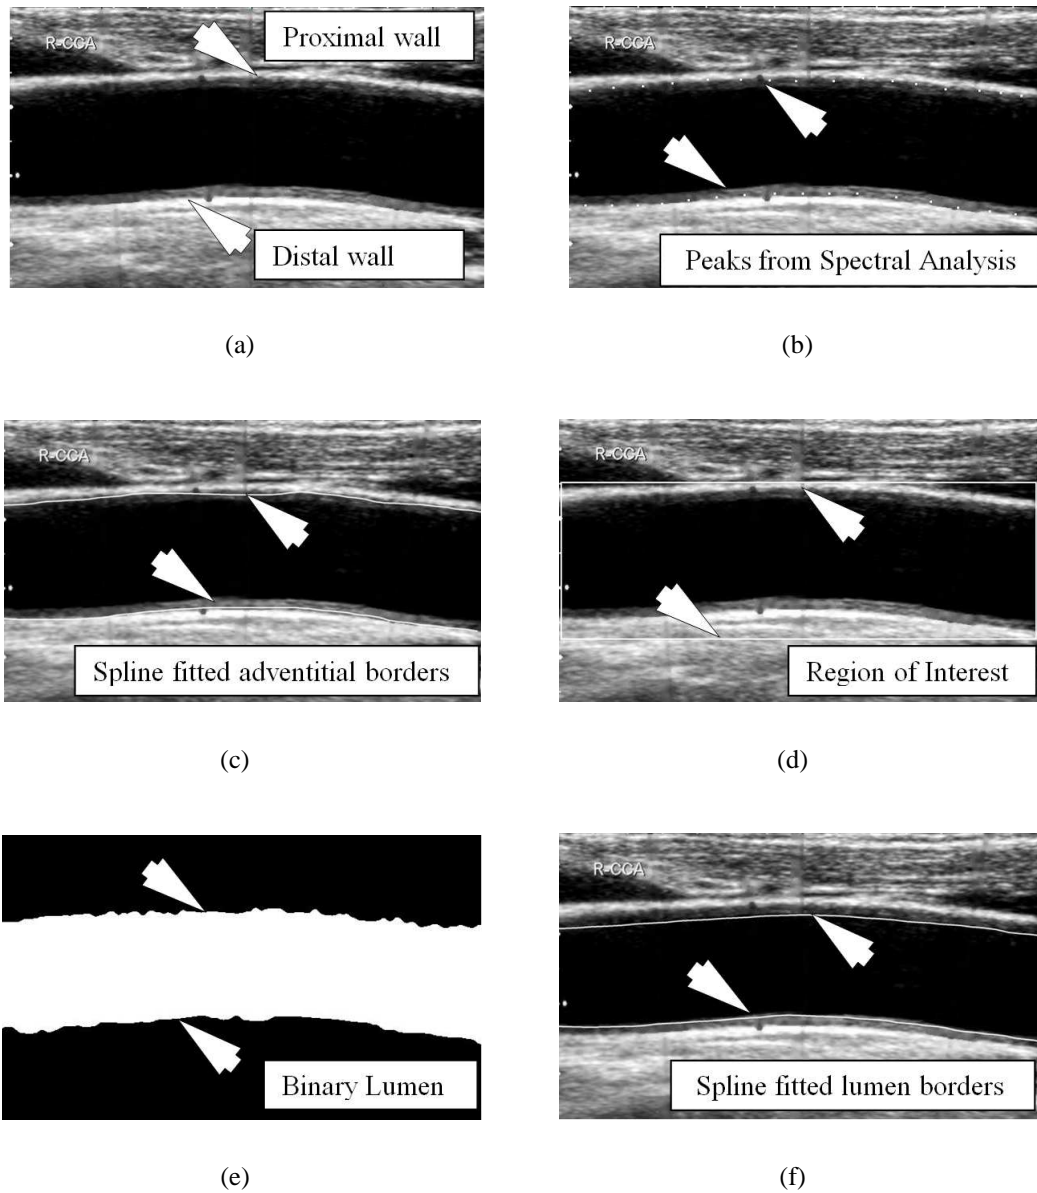 R-CCA
Proximal wall
Distal wall
(a)
R-CCA
Peaks from Spectral Analysis
(b)
R-CCA
Spline fitted adventitial borders
(c)
R-CCA
Region of Interest
(d)
Binary Lumen
(e)
R-CCA
Spline fitted lumen borders
(f)